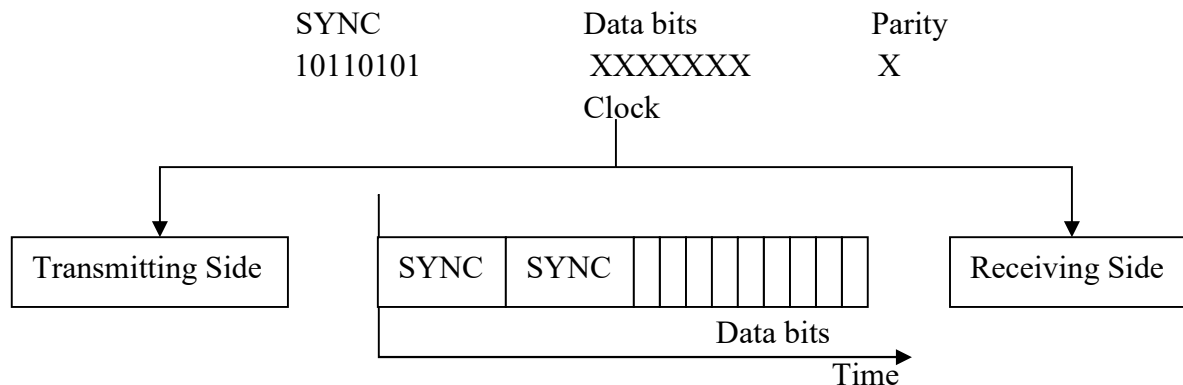 SYNC Data bits Parity
10110101 XXXXXXX X
Clock
Transmitting Side SYNC SYNC Receiving Side
Data bits
Time